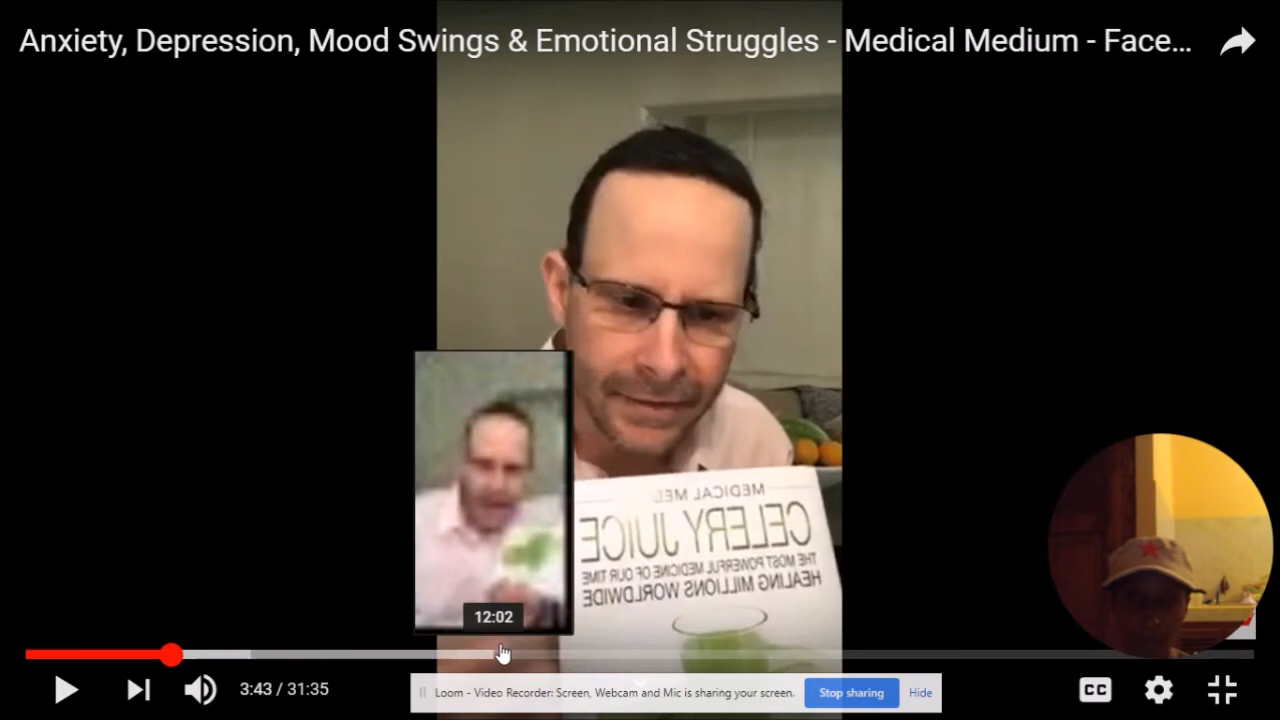 Anxiety, Depression, Mood Swings & Emotional Struggles - Medical Medium - Face...
MEDICAL MED
CELERY JUICE
THE MOST POWERFUL MEDICINE OF OUR TIME
HEALING MILLIONS WORLDWIDE
12:02
3:43 / 31:35
CC
Loom - Video Recorder: Screen, Webcam and Mic is sharing your screen.
Stop sharing
Hide